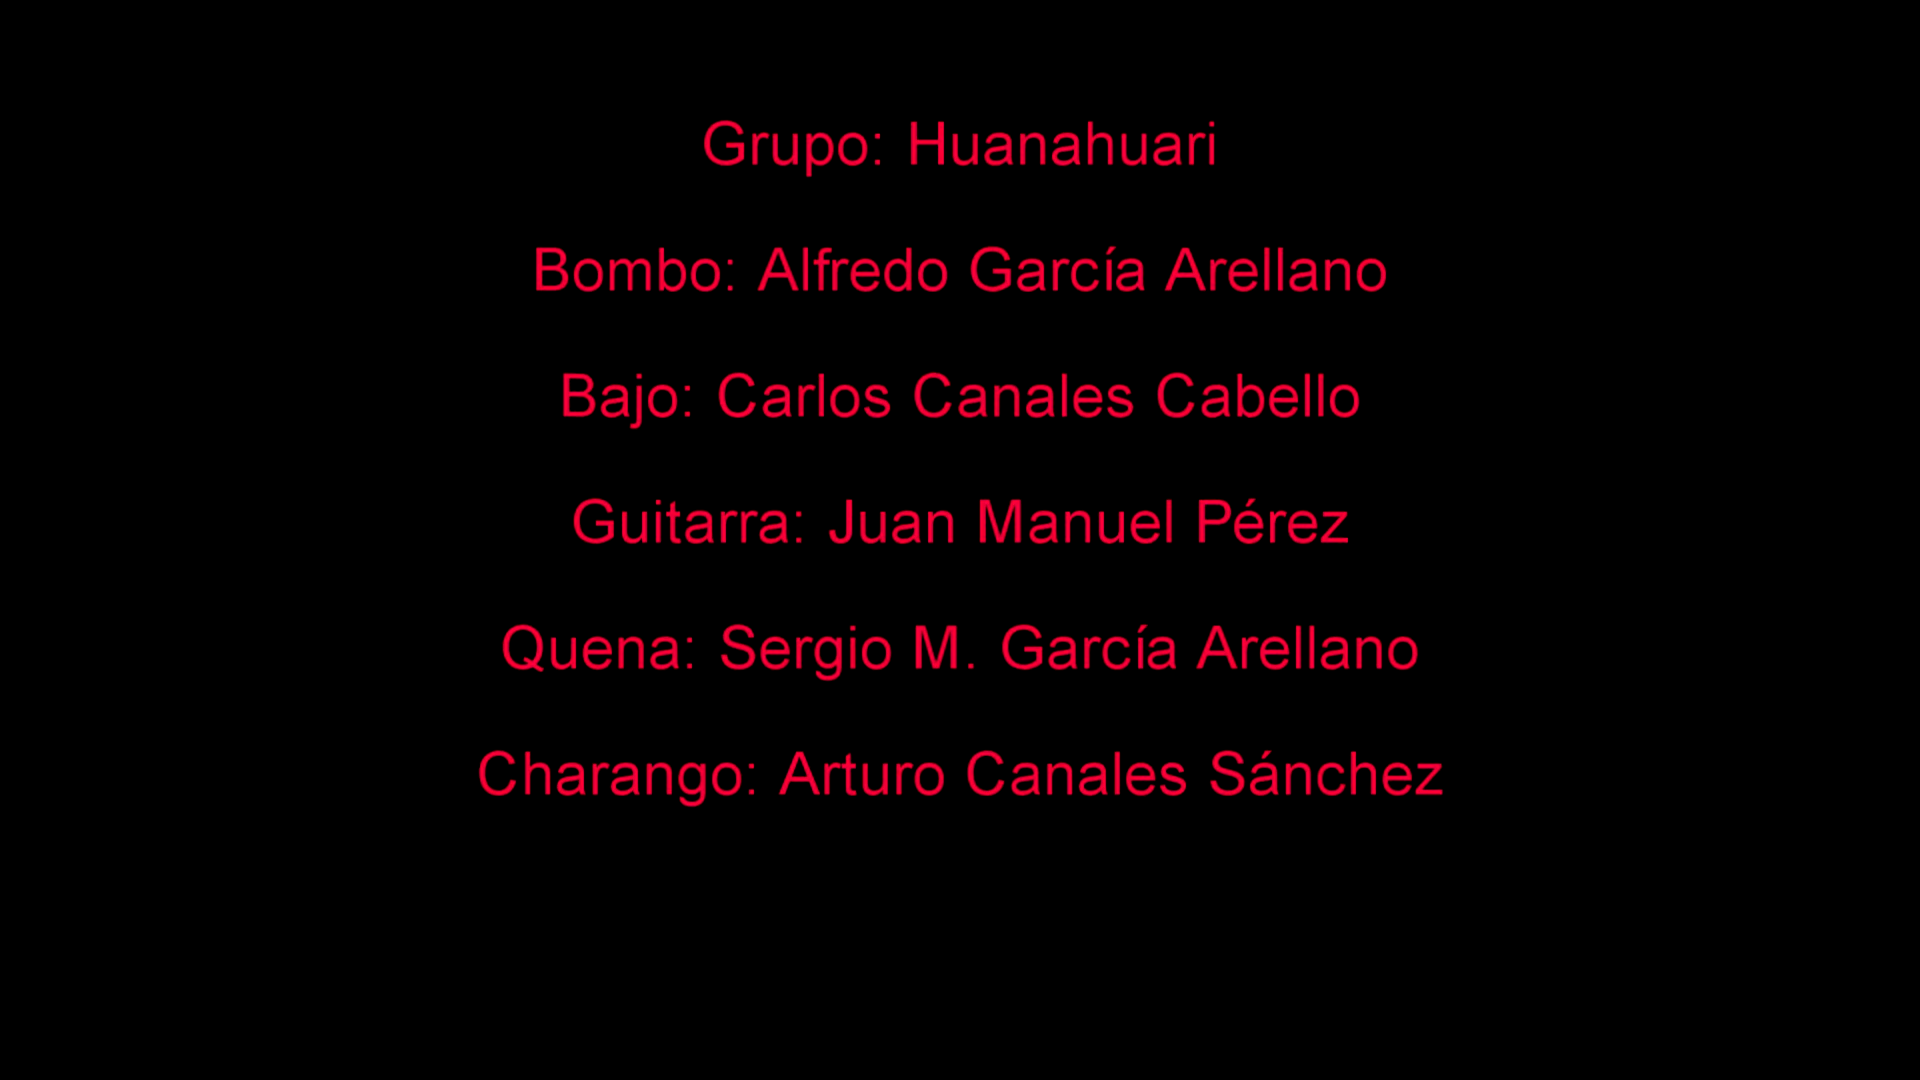 Grupo: Huanahuari
Bombo: Alfredo García Arellano
Bajo: Carlos Canales Cabello
Guitarra: Juan Manuel Pérez
Quena: Sergio M. García Arellano
Charango: Arturo Canales Sánchez